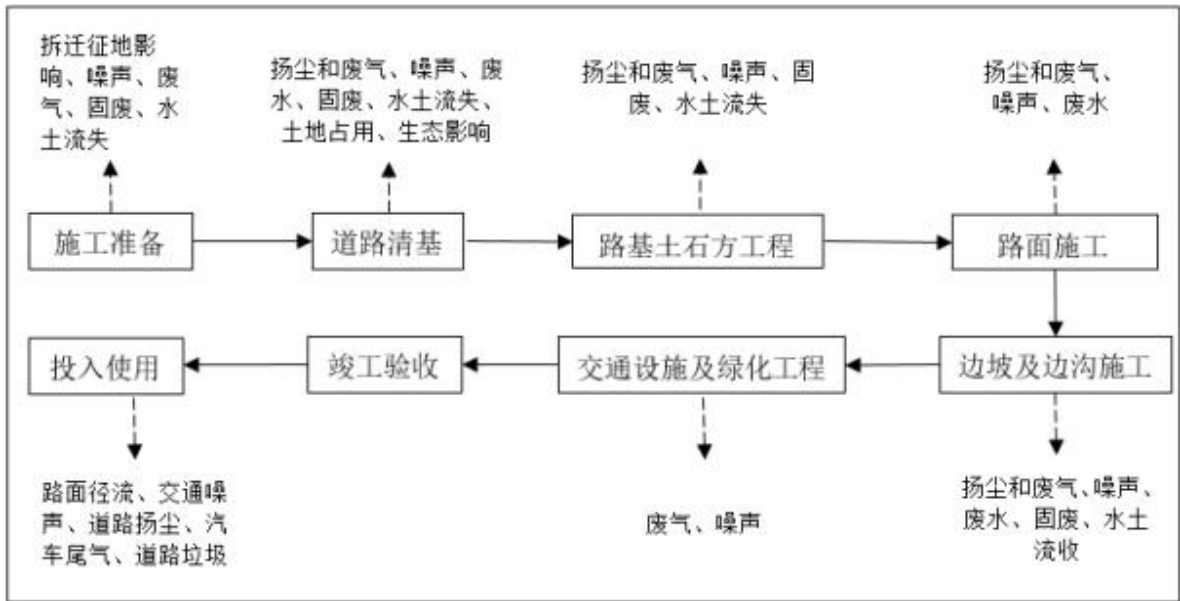 拆迁征地影
响、噪声、废
气、固废、水
土流失
扬尘和废气、噪声、废
水、固废、水土流失、
土地占用、生态影响
扬尘和废气、噪声、固
废、水土流失
扬尘和废气、
噪声、废水
施工准备
道路清基
路基土石方工程
路面施工
投入使用
竣工验收
交通设施及绿化工程
边坡及边沟施工
路面径流、交通噪
声、道路扬尘、汽
车尾气、道路垃圾
废气、噪声
扬尘和废气、噪声、
废水、固废、水土
流收